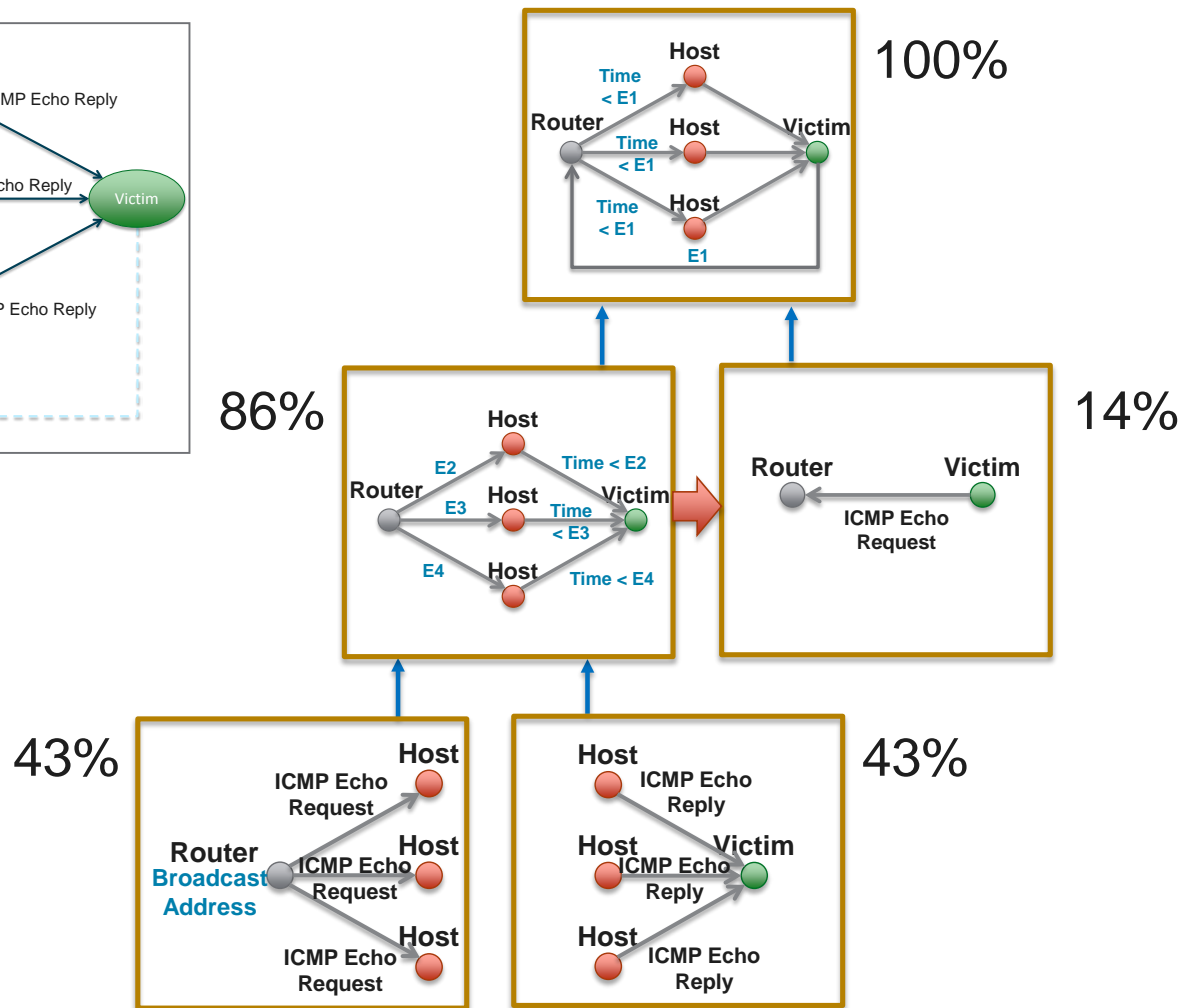 MP Echo Reply
cho Reply
Victim
P Echo Reply
100%
Host
Time
< E1
Router
Host
Victim
Time
< E1
Time
< E1
Host
E1
86%
Host
E2
Time < E2
Router
Host
Victim
E3
Time
< E3
E4
Host
Time < E4
14%
Router
Victim
ICMP Echo
Request
43%
Host
ICMP Echo
Request
Router
Host
Broadcast
Address
ICMP Echo
Request
Host
ICMP Echo
Request
43%
Host
ICMP Echo
Reply
Host
Victim
ICMP Echo
Reply
Host
ICMP Echo
Reply